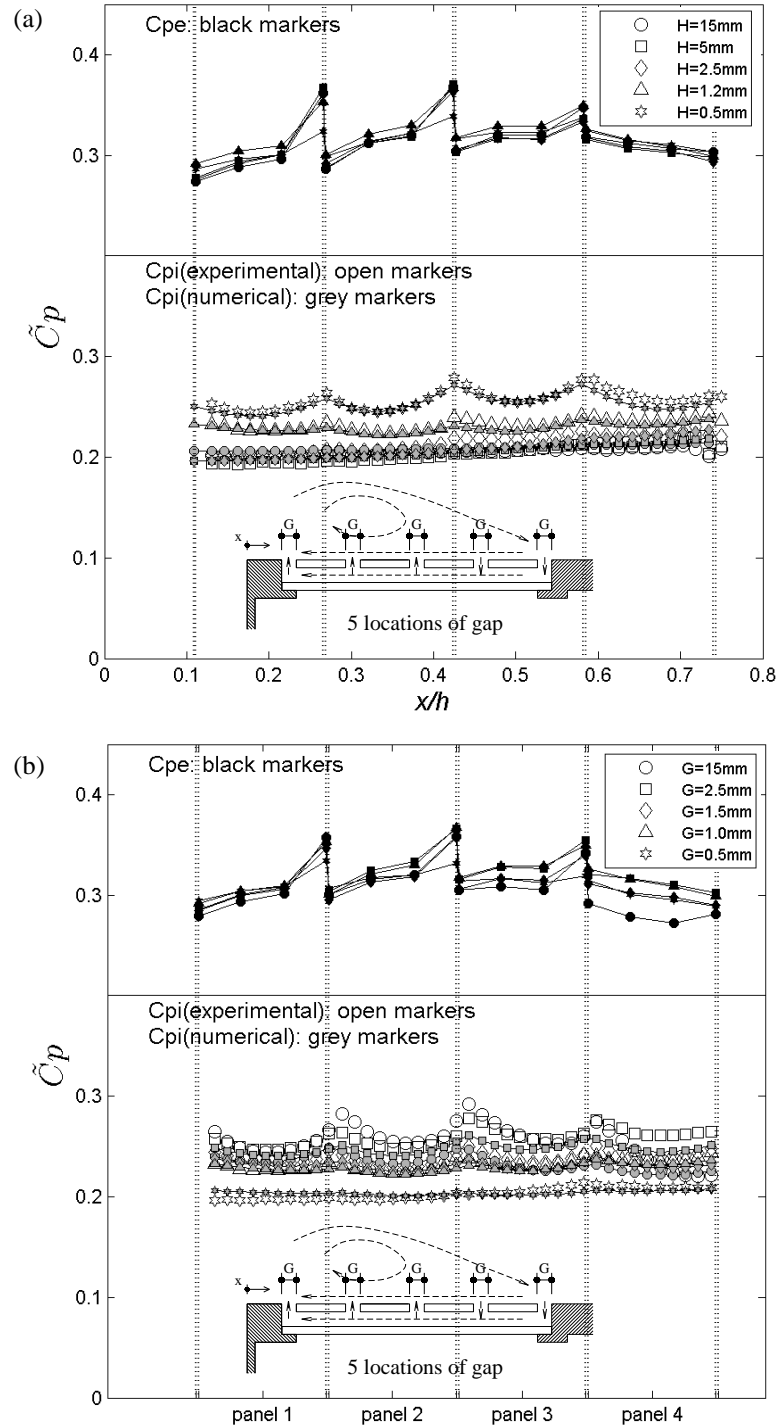 (a)
Cpe: black markers
H=15mm
H=5mm
H=2.5mm
H=1.2mm
H=0.5mm
0.4
0.3
Cpi(experimental): open markers
Cpi(numerical): grey markers
C̃p
0.3
0.2
0.1
0
x
G
G
G
G
G
5 locations of gap
0
0.1
0.2
0.3
0.4
0.5
0.6
0.7
0.8
x/h
(b)
Cpe: black markers
G=15mm
G=2.5mm
G=1.5mm
G=1.0mm
G=0.5mm
0.4
0.3
Cpi(experimental): open markers
Cpi(numerical): grey markers
C̃p
0.3
0.2
0.1
0
x
G
G
G
G
G
5 locations of gap
panel 1
panel 2
panel 3
panel 4